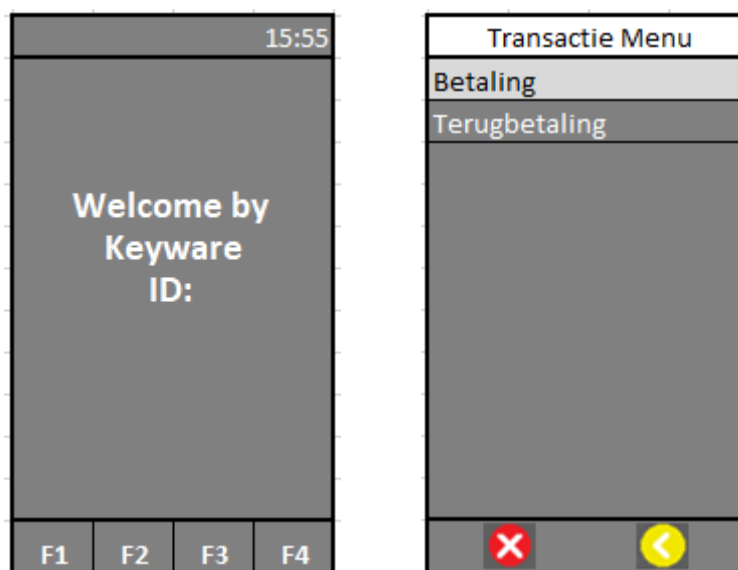 15:55
Welcome by
Keyware
ID:
F1 F2 F3 F4
Transactie Menu
Betaling
Terugbetaling